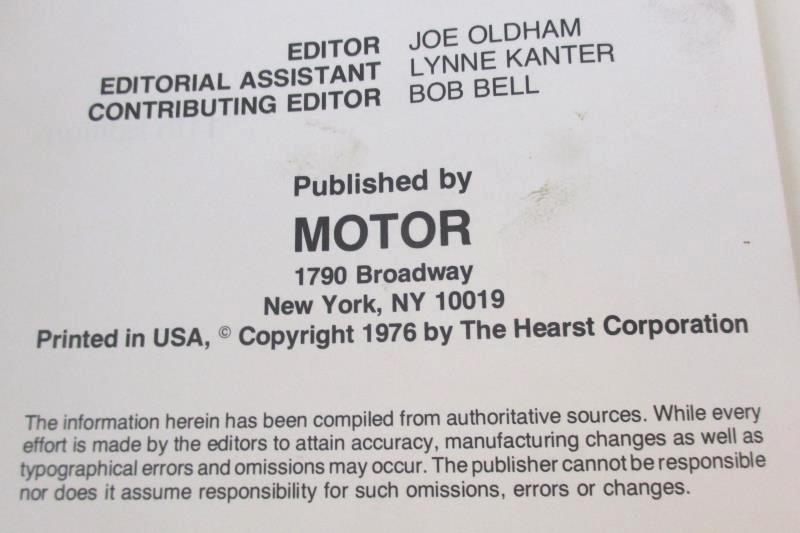 EDITOR JOE OLDHAM
EDITORIAL ASSISTANT LYNNE KANTER
CONTRIBUTING EDITOR BOB BELL
Published by
MOTOR
1790 Broadway
New York, NY 10019
Printed in USA, © Copyright 1976 by The Hearst Corporation
The information herein has been compiled from authoritative sources. While every
effort is made by the editors to attain accuracy, manufacturing changes as well as
typographical errors and omissions may occur. The publisher cannot be responsible
nor does it assume responsibility for such omissions, errors or changes.